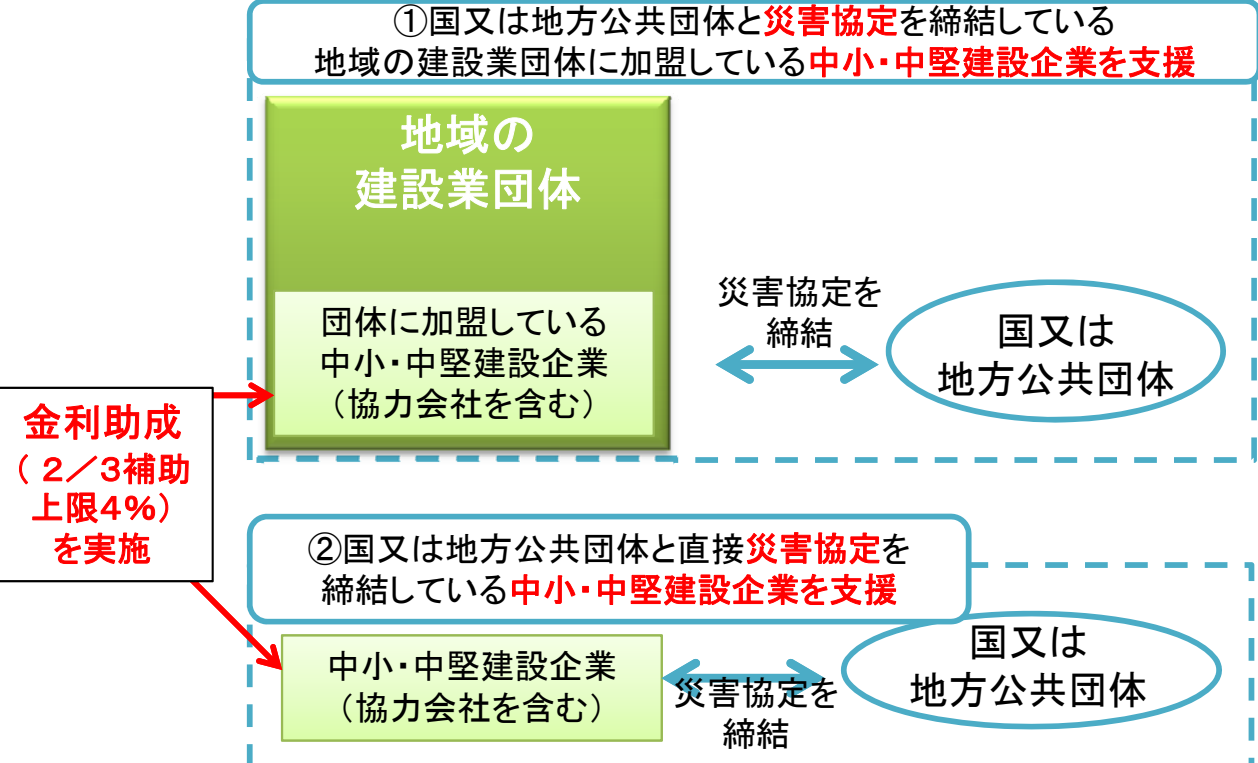 ①国又は地方公共団体と災害協定を締結している
地域の建設業団体に加盟している中小・中堅建設企業を支援
地域の
建設業団体
団体に加盟している
中小・中堅建設企業
（協力会社を含む）
災害協定を
締結
国又は
地方公共団体
金利助成
（ ２／３補助
上限４％）
を実施
②国又は地方公共団体と直接災害協定を
締結している中小・中堅建設企業を支援
中小・中堅建設企業
（協力会社を含む）
災害協定を
締結
国又は
地方公共団体